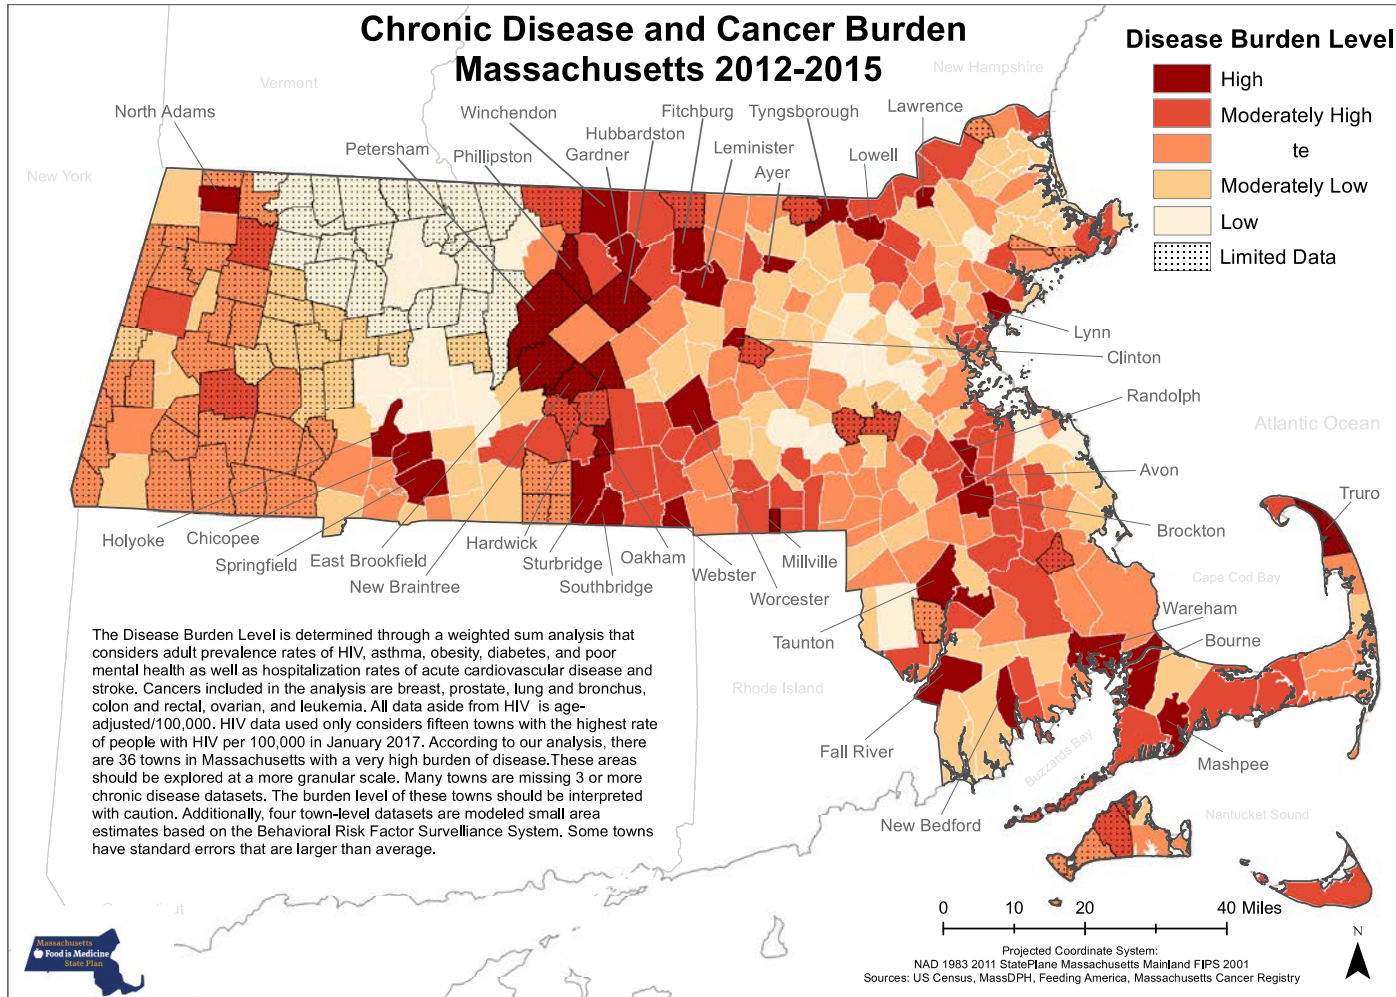 Chronic Disease and Cancer Burden
Massachusetts 2012-2015
Disease Burden Level
High
Moderately High
te
Moderately Low
Low
Limited Data
Vermont
New Hampshire
New York
North Adams
Petersham
Phillipston
Winchendon
Hubbardston
Gardner
Fitchburg
Leminister
Tyngsborough
Ayer
Lawrence
Lowell
Lynn
Clinton
Randolph
Atlantic Ocean
Avon
Brockton
Truro
Cape Cod Bay
Wareham
Bourne
Mashpee
Nantucket Sound
Buzzards Bay
New Bedford
Fall River
Rhode Island
Taunton
Worcester
Millville
Webster
Oakham
Southbridge
Sturbridge
Hardwick
New Braintree
East Brookfield
Springfield
Chicopee
Holyoke
The Disease Burden Level is determined through a weighted sum analysis that
considers adult prevalence rates of HIV, asthma, obesity, diabetes, and poor
mental health as well as hospitalization rates of acute cardiovascular disease and
stroke. Cancers included in the analysis are breast, prostate, lung and bronchus,
colon and rectal, ovarian, and leukemia. All data aside from HIV is age-
adjusted/100,000. HIV data used only considers fifteen towns with the highest rate
of people with HIV per 100,000 in January 2017. According to our analysis, there
are 36 towns in Massachusetts with a very high burden of disease.These areas
should be explored at a more granular scale. Many towns are missing 3 or more
chronic disease datasets. The burden level of these towns should be interpreted
with caution. Additionally, four town-level datasets are modeled small area
estimates based on the Behavioral Risk Factor Survelliance System. Some towns
have standard errors that are larger than average.
Massachusetts
Food is Medicine
State Plan
0 10 20 40 Miles
N
Projected Coordinate System:
NAD 1983 2011 StatePlane Massachusetts Mainland FIPS 2001
Sources: US Census, MassDPH, Feeding America, Massachusetts Cancer Registry